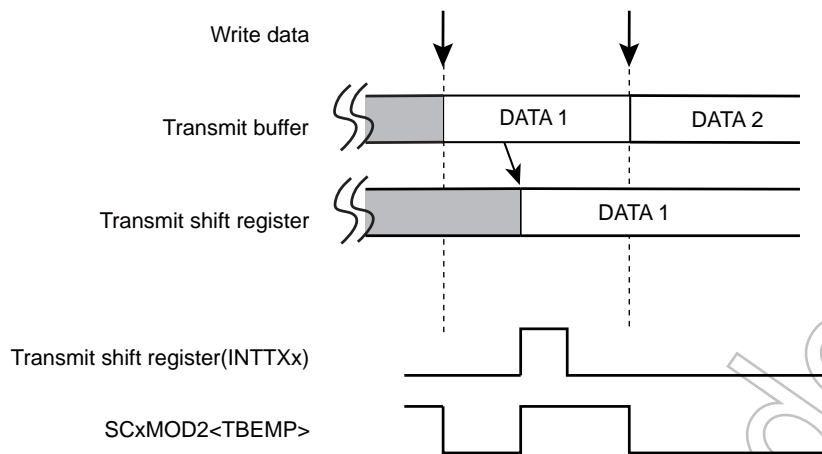 Write data
Transmit buffer
DATA 1
DATA 2
Transmit shift register
DATA 1
Transmit shift register(INTTXx)
SCxMOD2<TBEMP>